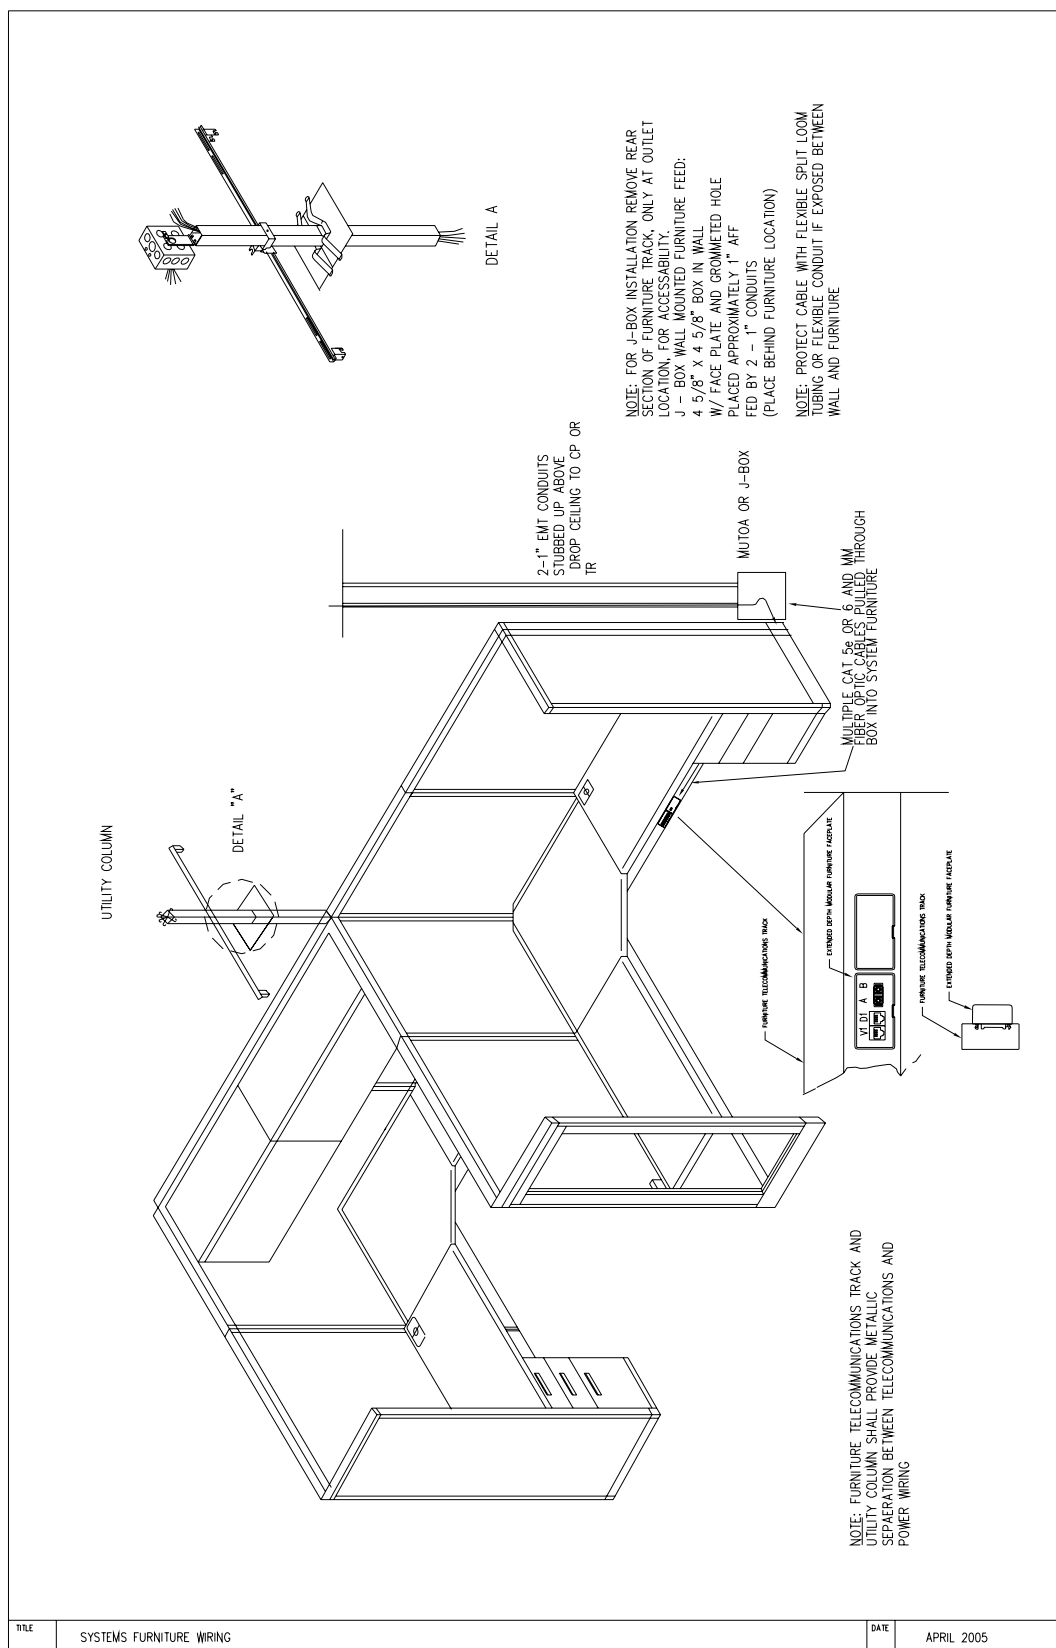 UTILITY COLUMN
DETAIL "A"
DETAIL A
2-1" EMT CONDUITS
STUBBED UP ABOVE
DROP CEILING TO CP OR
TR
NOTE: FOR J-BOX INSTALLATION REMOVE REAR
SECTION OF FURNITURE TRACK, ONLY AT OUTLET
LOCATION, FOR ACCESSABILITY.
J - BOX WALL MOUNTED FURNITURE FEED:
4 5/8" X 4 5/8" BOX IN WALL
W/ FACE PLATE AND GROMMETED HOLE
PLACED APPROXIMATELY 1" AFF
FED BY 2 - 1" CONDUITS
(PLACE BEHIND FURNITURE LOCATION)
NOTE: PROTECT CABLE WITH FLEXIBLE SPLIT LOOM
TUBING OR FLEXIBLE CONDUIT IF EXPOSED BETWEEN
WALL AND FURNITURE
MUTOA OR J-BOX
MULTIPLE CAT 5e OR 6 AND MM
FIBER OPTIC CABLES PULLED THROUGH
BOX INTO SYSTEM FURNITURE
FURNITURE TELECOMMUNICATIONS TRACK
EXTENDED DEPTH MODULAR FURNITURE FACEPLATE
V1 D1 A B
FURNITURE TELECOMMUNICATIONS TRACK
EXTENDED DEPTH MODULAR FURNITURE FACEPLATE
NOTE: FURNITURE TELECOMMUNICATIONS TRACK AND
UTILITY COLUMN SHALL PROVIDE METALLIC
SEPAERATION BETWEEN TELECOMMUNICATIONS AND
POWER WIRING
TITLE
SYSTEMS FURNITURE WIRING
DATE
APRIL 2005